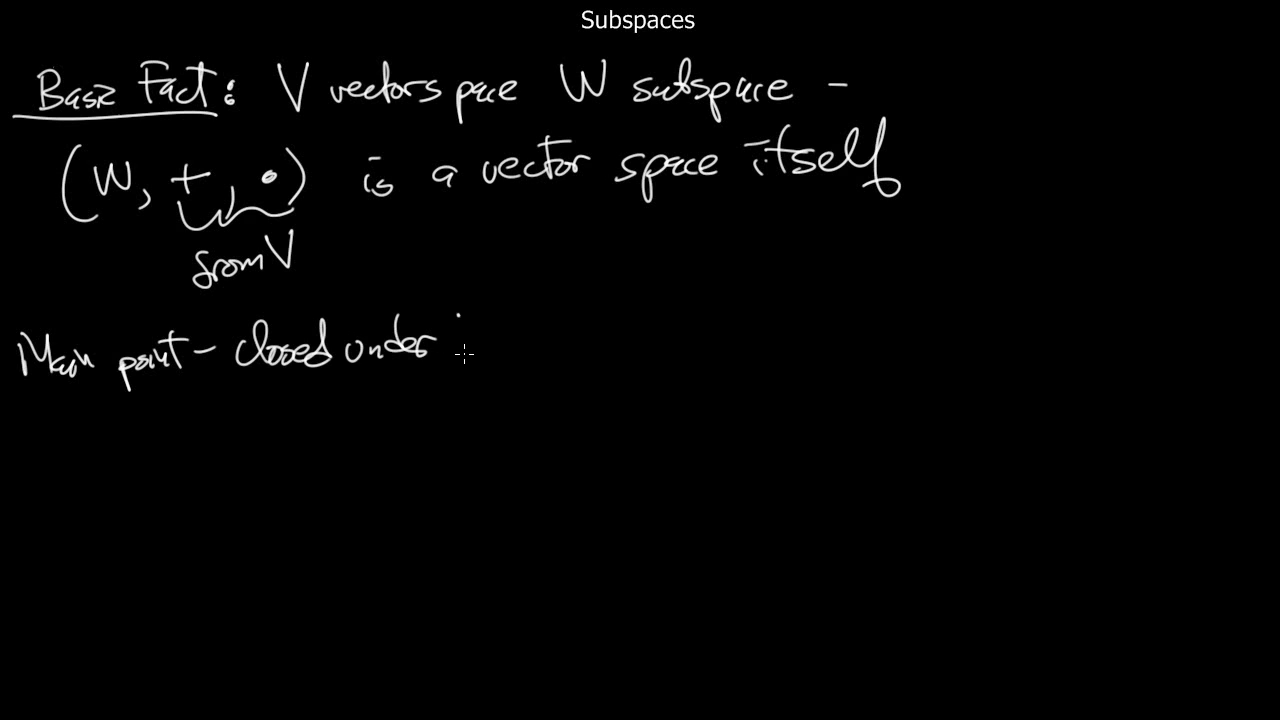 Subspaces
Basic Fact: V vectorspace W subspace -
(W, +, •) is a vector space itself
from V
Main point - closed under